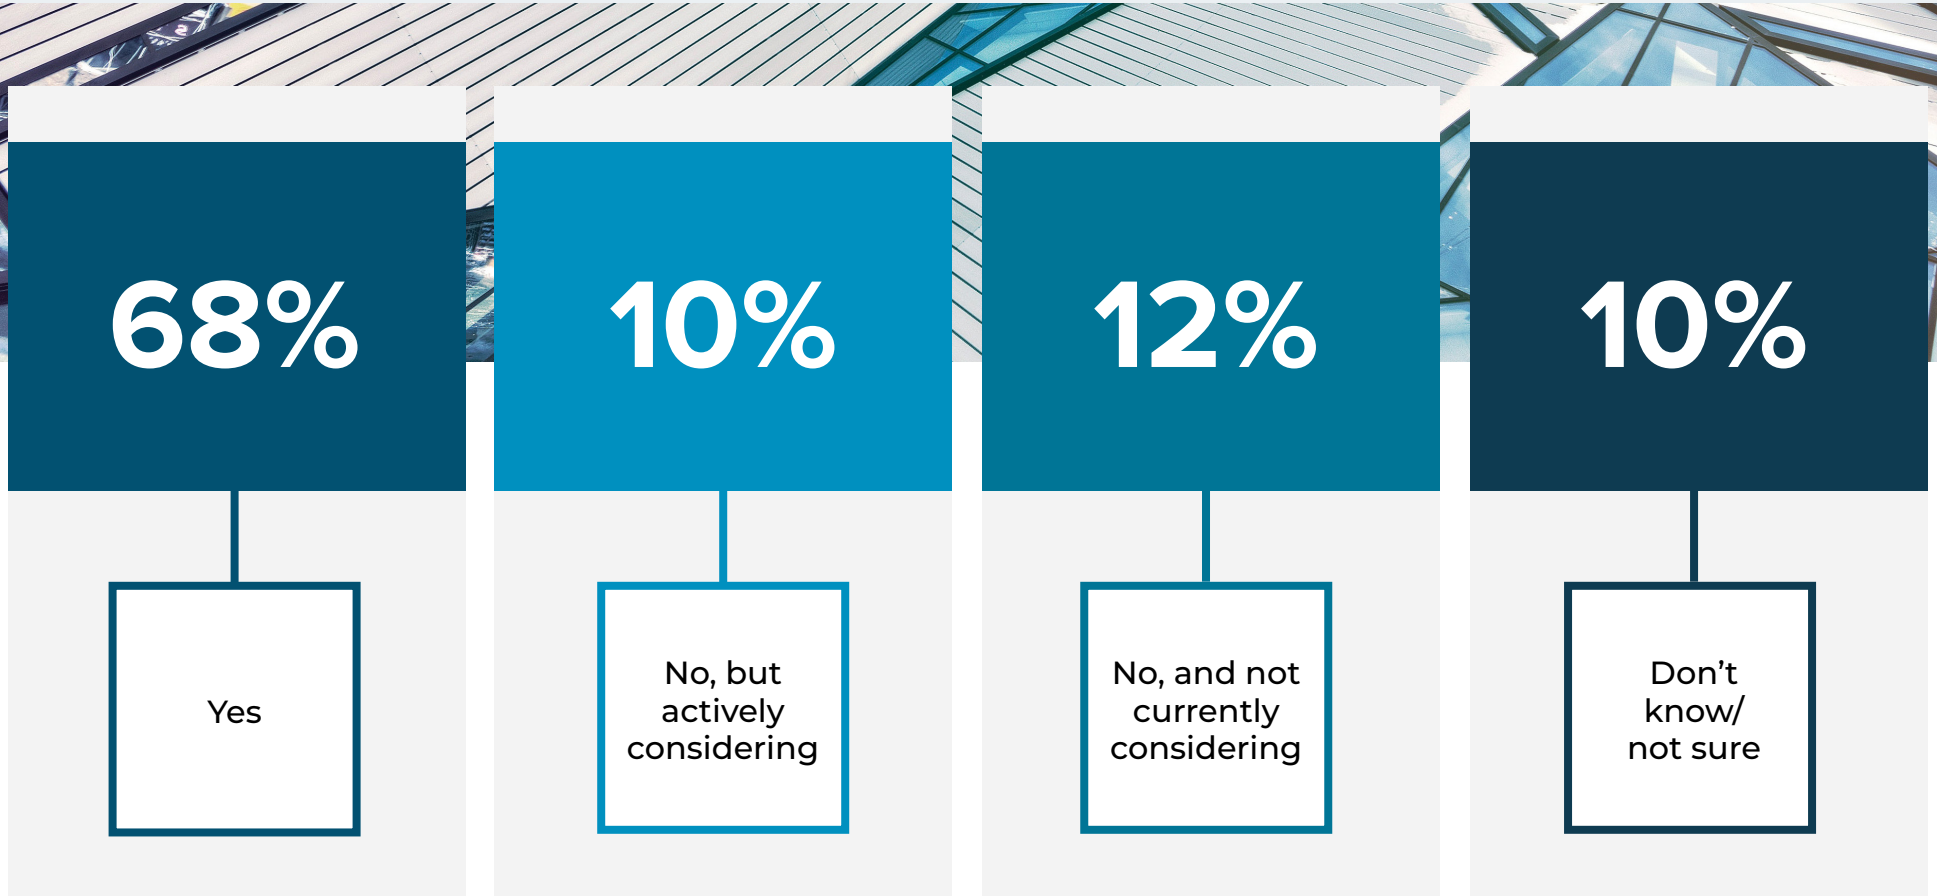 68%
10%
12%
10%
Yes
No, but
actively
considering
No, and not
currently
considering
Don’t
know/
not sure